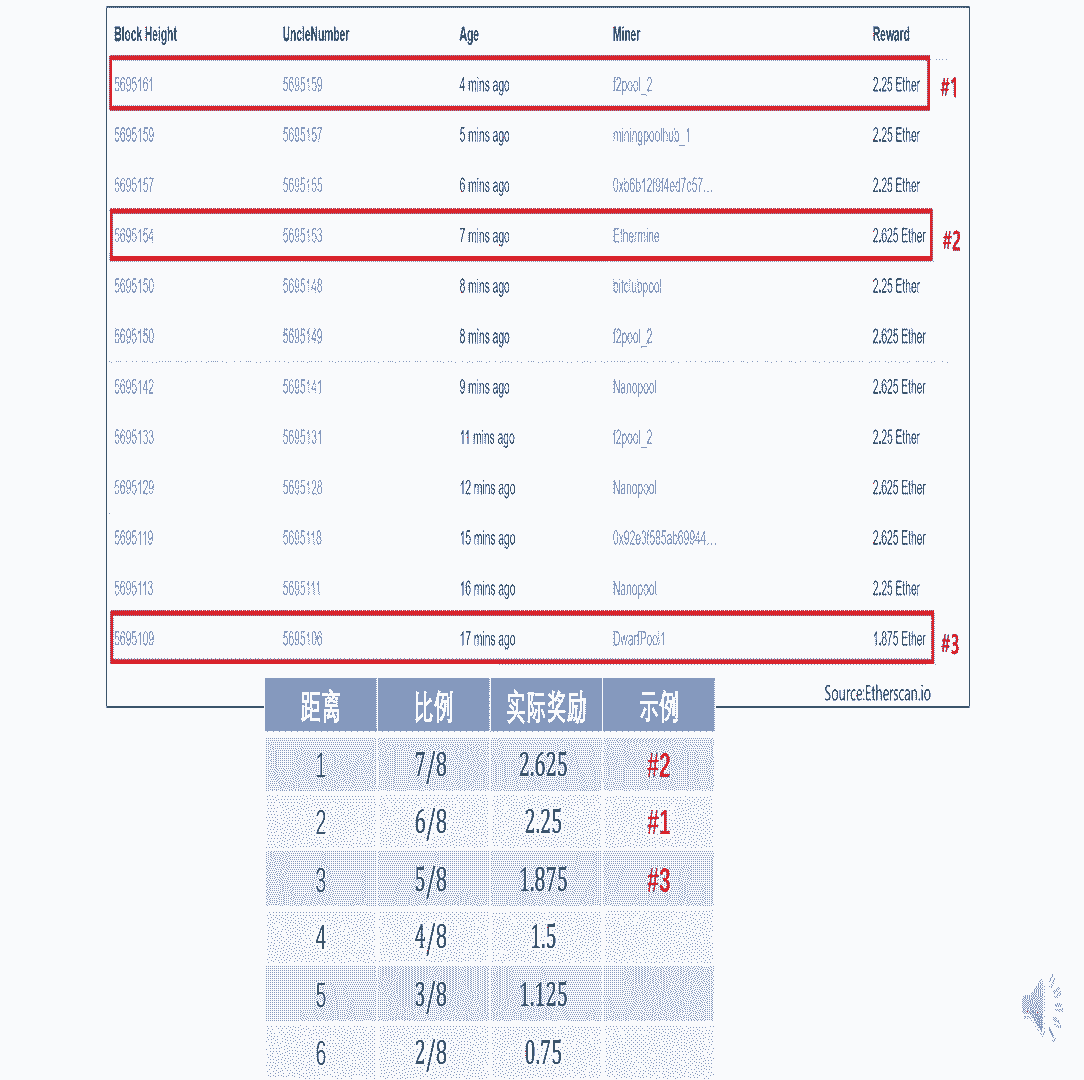 Block Height UncleNumber Age Miner Reward
5695161 5695159 4 mins ago f2pool_2 2.25 Ether #1
5695159 5695157 5 mins ago miningpoolhub_1 2.25 Ether
5695157 5695155 6 mins ago 0xb6b12f9f4ed7c57... 2.25 Ether
5695154 5695153 7 mins ago Ethermine 2.625 Ether #2
5695150 5695148 8 mins ago bitclubpool 2.25 Ether
5695150 5695149 8 mins ago f2pool_2 2.625 Ether
5695142 5695141 9 mins ago Nanopool 2.625 Ether
5695133 5695131 11 mins ago f2pool_2 2.25 Ether
5695129 5695128 12 mins ago Nanopool 2.625 Ether
5695119 5695118 15 mins ago 0x92e3f585ab69944... 2.625 Ether
5695113 5695111 16 mins ago Nanopool 2.25 Ether
5695109 5695106 17 mins ago DwarfPool1 1.875 Ether #3
Source:Etherscan.io
距离 比例 实际奖励 示例
1 7/8 2.625 #2
2 6/8 2.25 #1
3 5/8 1.875 #3
4 4/8 1.5
5 3/8 1.125
6 2/8 0.75